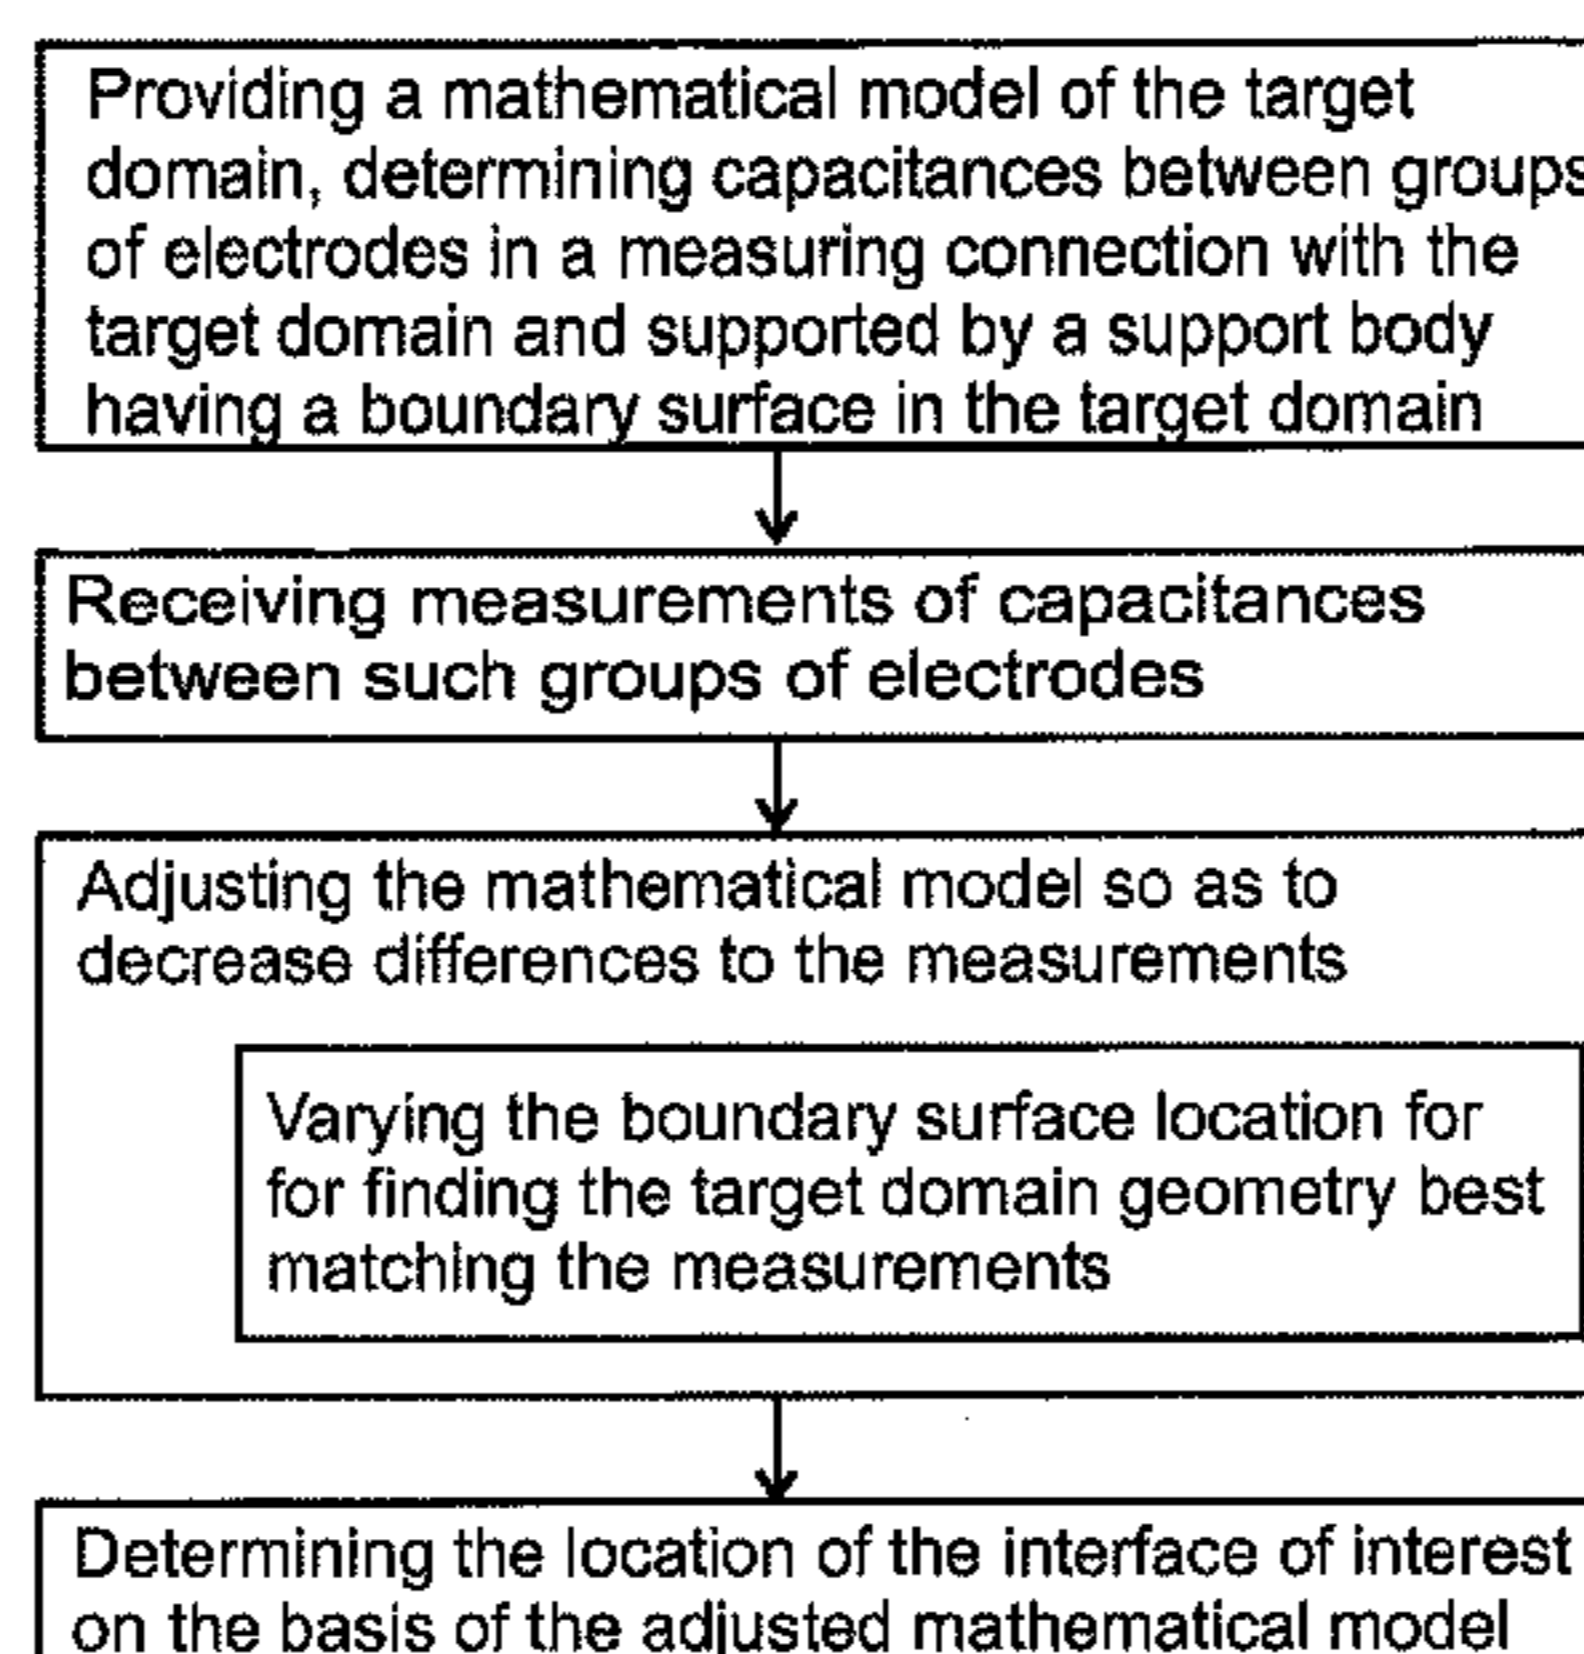 Providing a mathematical model of the target
domain, determining capacitances between groups
of electrodes in a measuring connection with the
target domain and supported by a support body
having a boundary surface in the target domain
Receiving measurements of capacitances
between such groups of electrodes
Adjusting the mathematical model so as to
decrease differences to the measurements
Varying the boundary surface location for
for finding the target domain geometry best
matching the measurements
Determining the location of the interface of interest
on the basis of the adjusted mathematical model